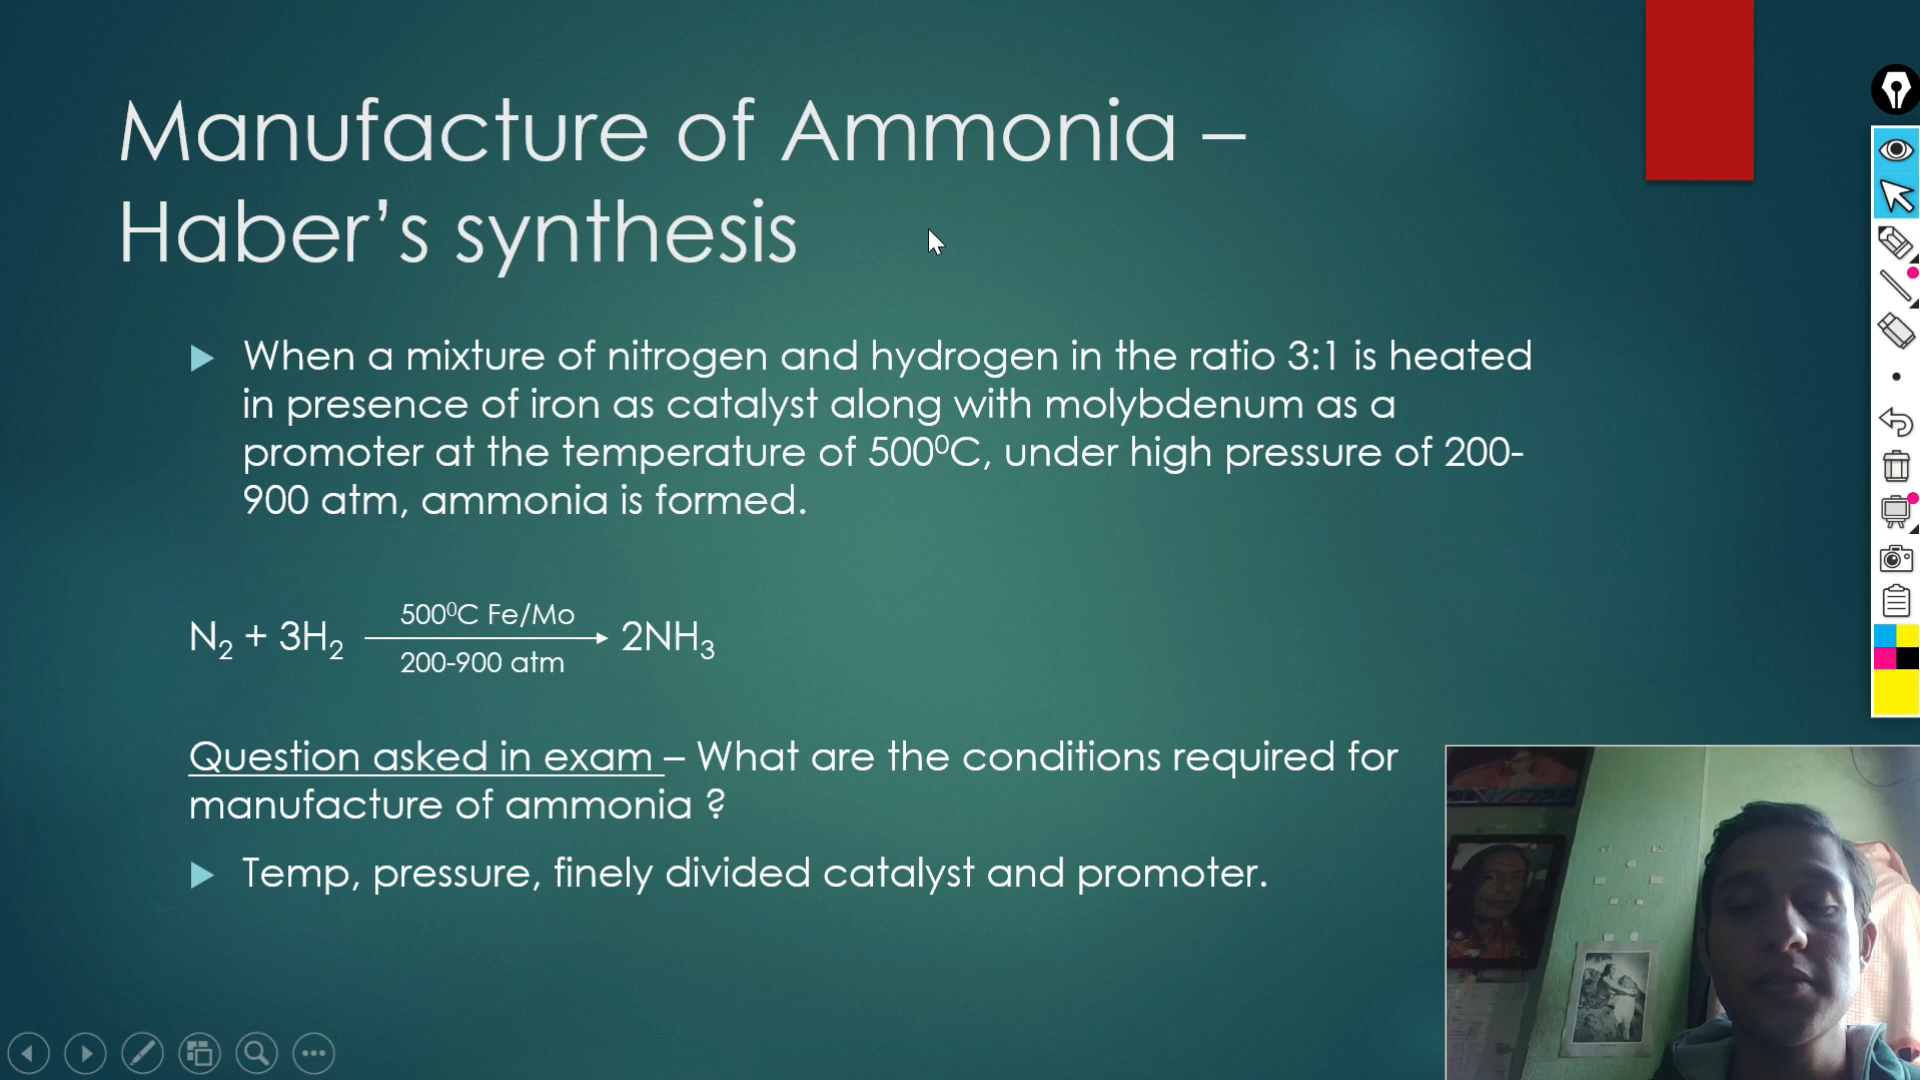 Manufacture of Ammonia –
Haber’s synthesis
When a mixture of nitrogen and hydrogen in the ratio 3:1 is heated
in presence of iron as catalyst along with molybdenum as a
promoter at the temperature of 500⁰C, under high pressure of 200-
900 atm, ammonia is formed.
500⁰C Fe/Mo
N₂ + 3H₂ → 2NH₃
200-900 atm
Question asked in exam – What are the conditions required for
manufacture of ammonia ?
Temp, pressure, finely divided catalyst and promoter.